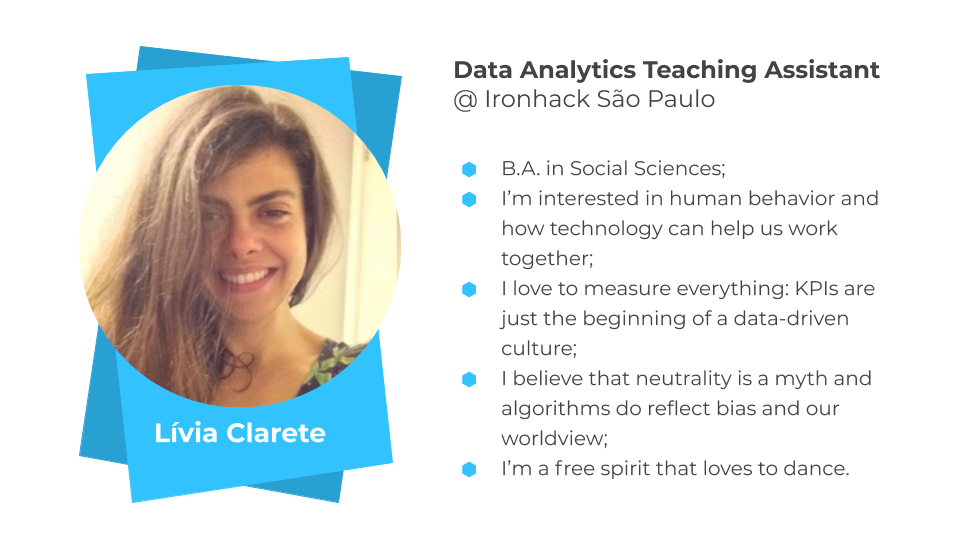 Data Analytics Teaching Assistant
@ Ironhack São Paulo
B.A. in Social Sciences;
I’m interested in human behavior and
how technology can help us work
together;
I love to measure everything: KPIs are
just the beginning of a data-driven
culture;
I believe that neutrality is a myth and
algorithms do reflect bias and our
worldview;
I’m a free spirit that loves to dance.
Lívia Clarete